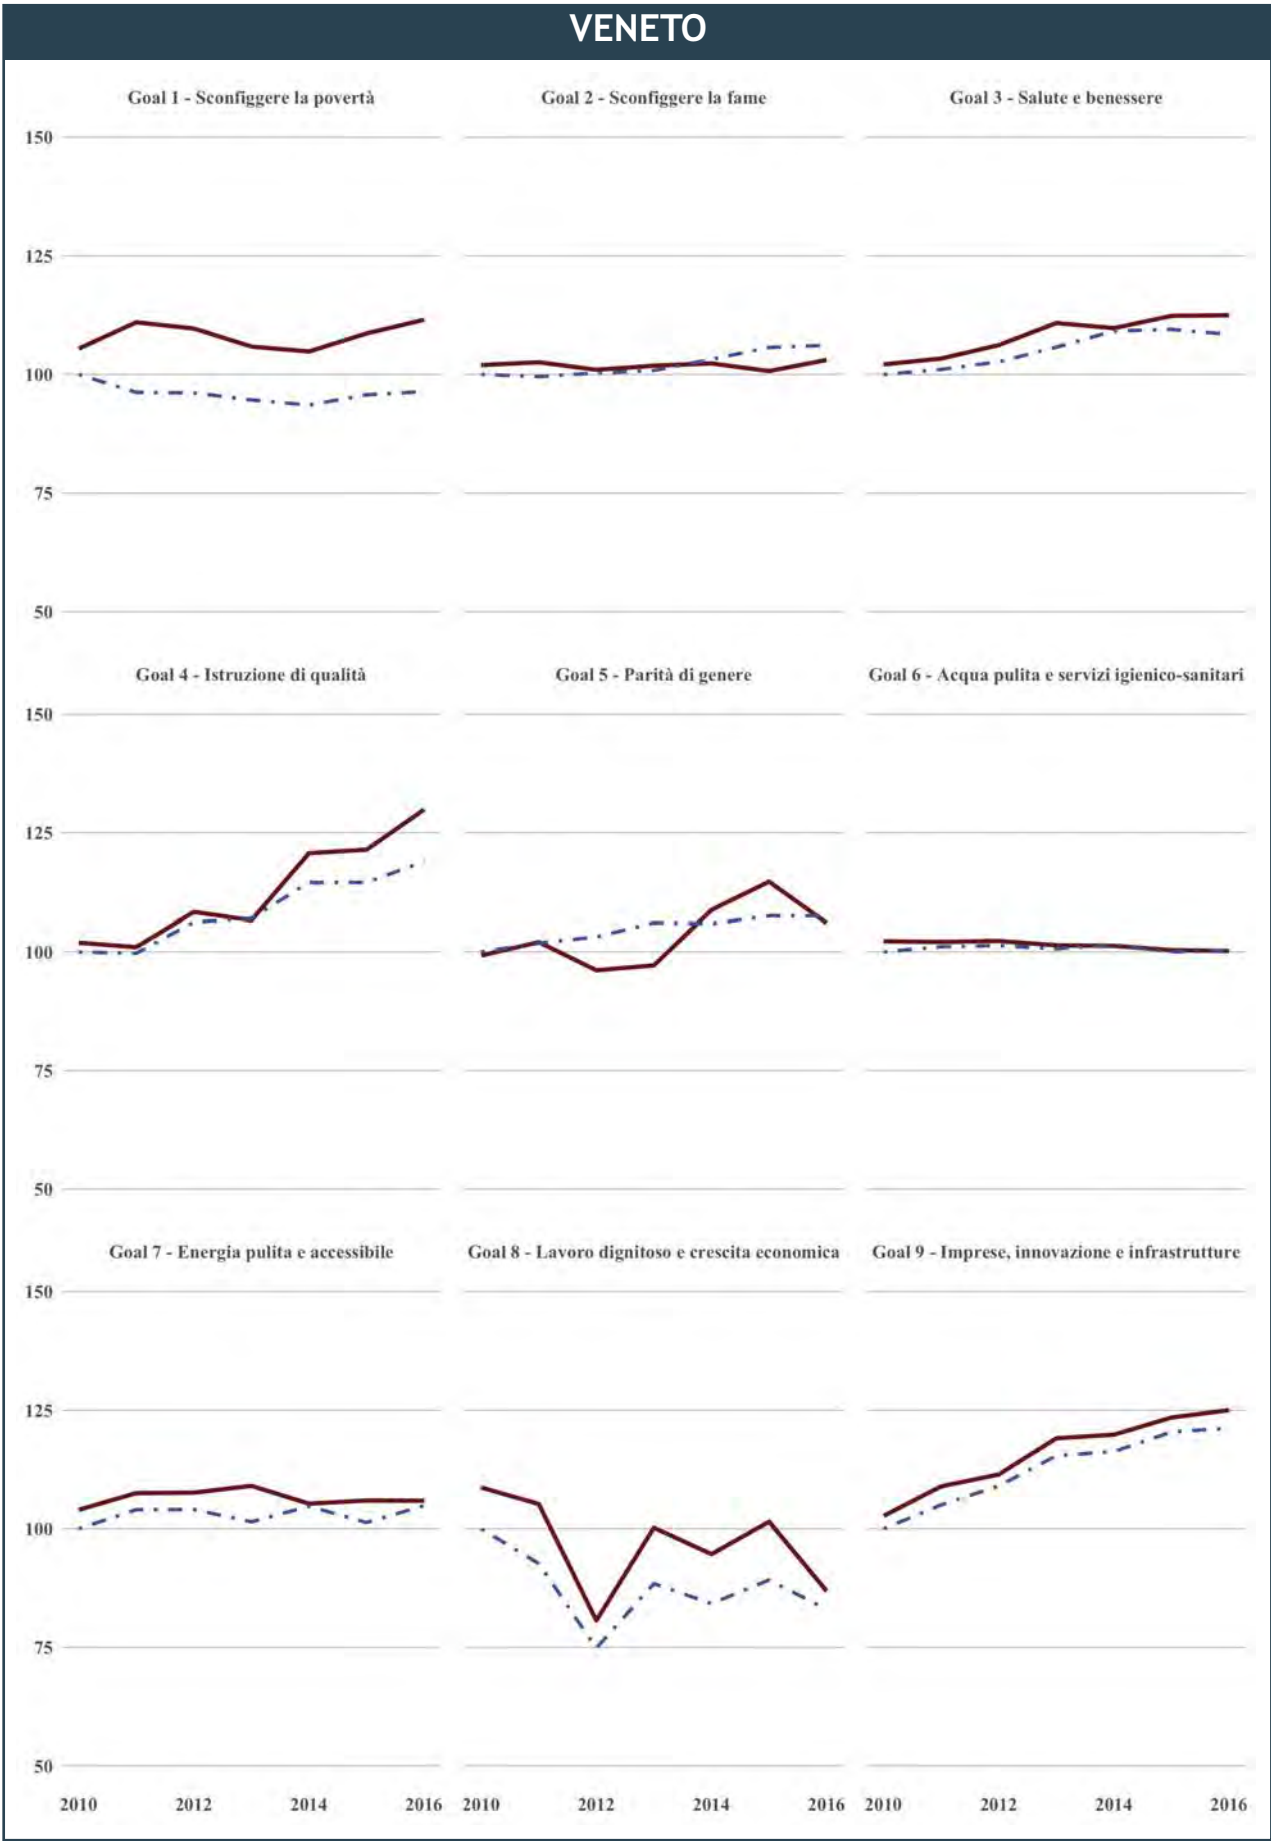 VENETO
Goal 1 - Sconfiggere la povertà
Goal 2 - Sconfiggere la fame
Goal 3 - Salute e benessere
150
125
100
75
50
Goal 4 - Istruzione di qualità
Goal 5 - Parità di genere
Goal 6 - Acqua pulita e servizi igienico-sanitari
150
125
100
75
50
Goal 7 - Energia pulita e accessibile
Goal 8 - Lavoro dignitoso e crescita economica
Goal 9 - Imprese, innovazione e infrastrutture
150
125
100
75
50
2010 2012 2014 2016 2010 2012 2014 2016 2010 2012 2014 2016